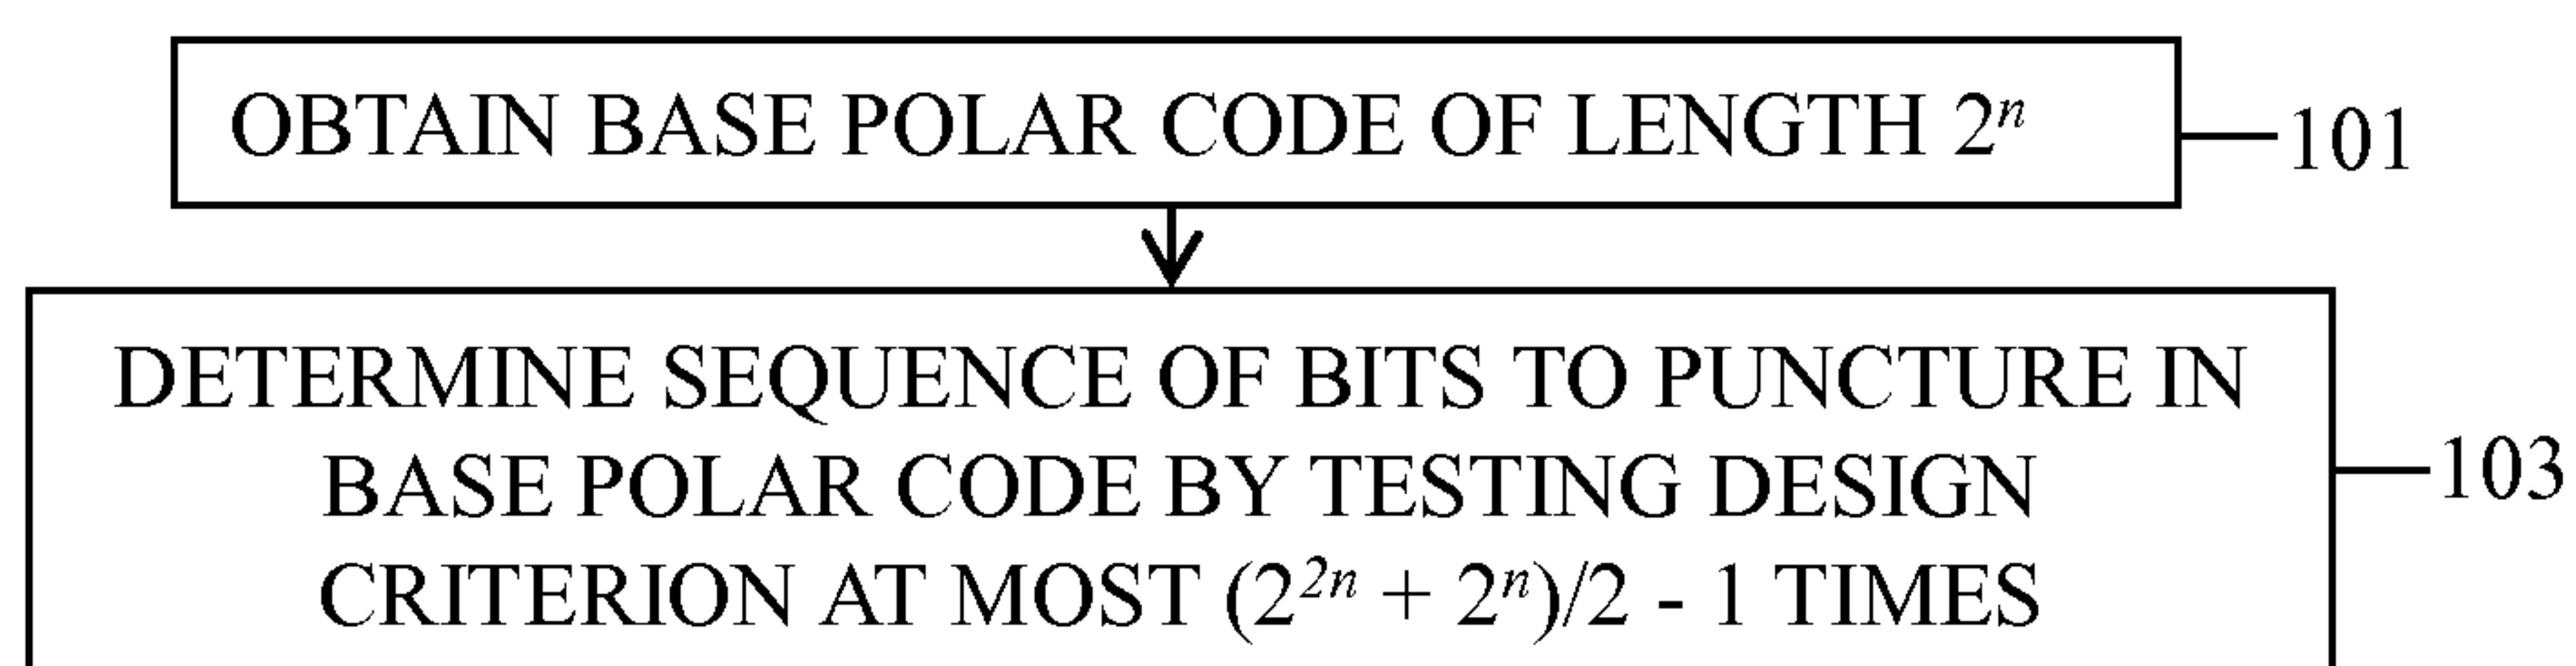 OBTAIN BASE POLAR CODE OF LENGTH 2ⁿ
101
DETERMINE SEQUENCE OF BITS TO PUNCTURE IN
BASE POLAR CODE BY TESTING DESIGN
103
CRITERION AT MOST (2²ⁿ + 2ⁿ)/2 - 1 TIMES